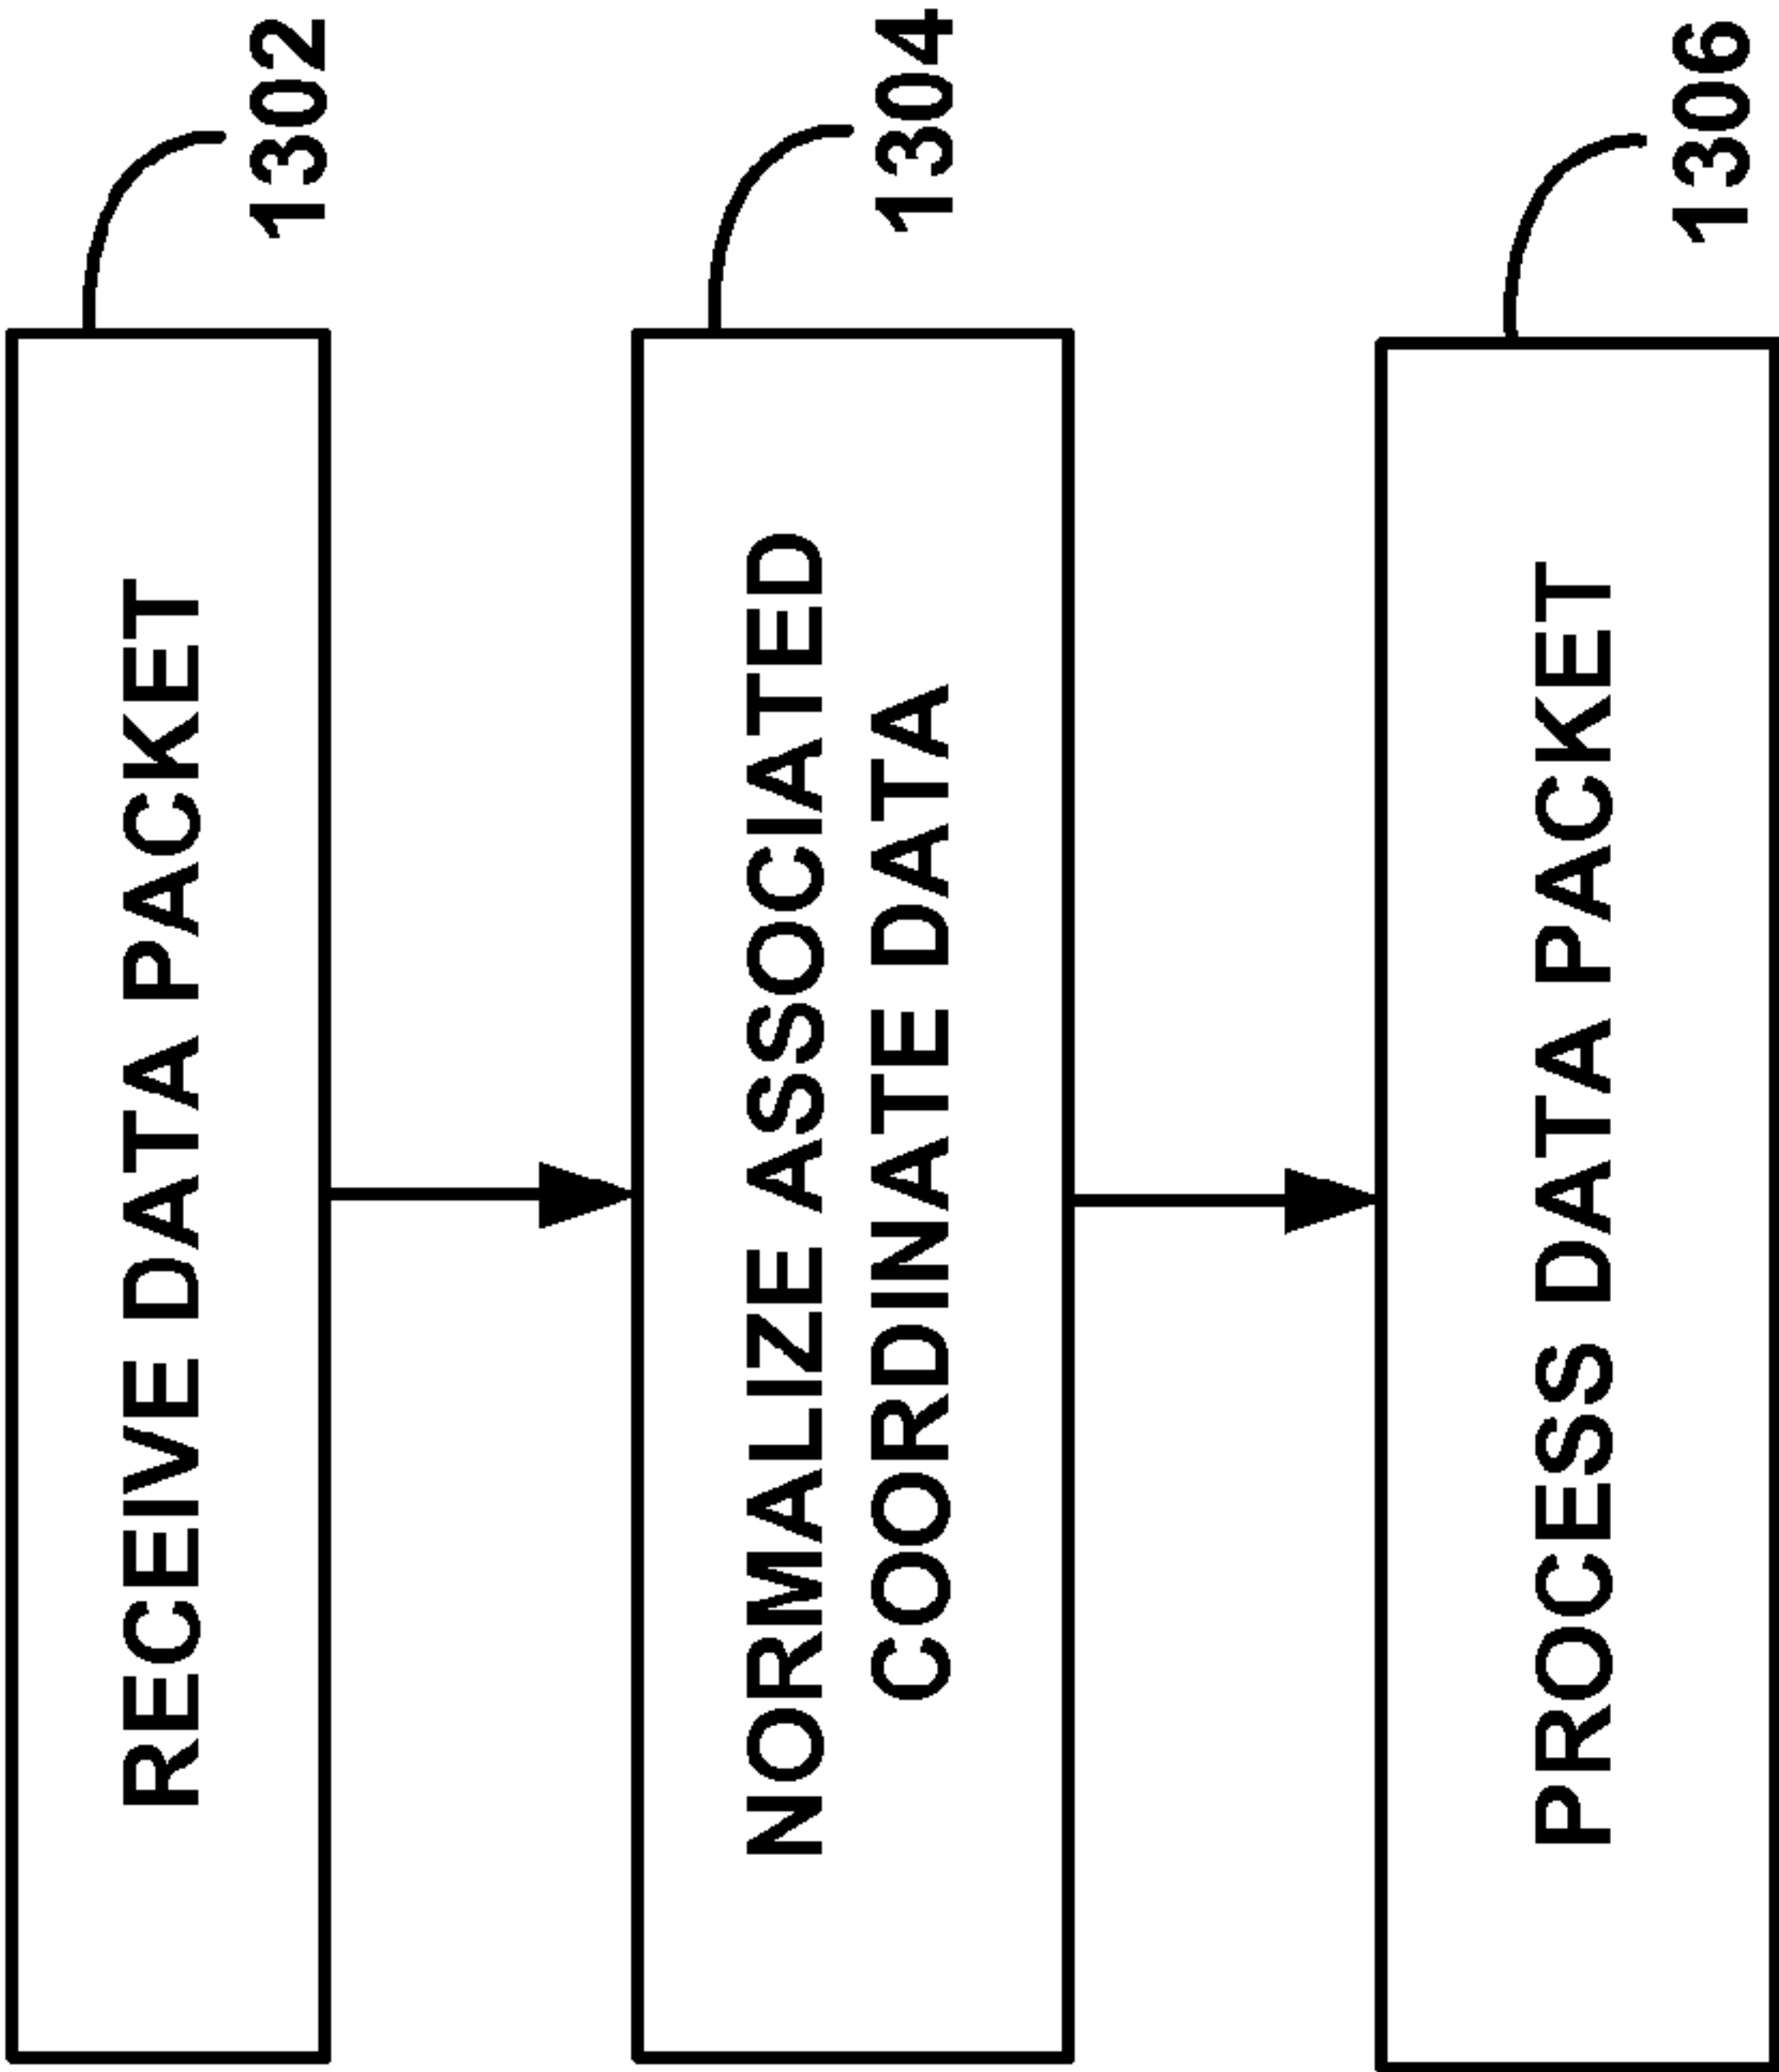 RECEIVE DATA PACKET
1302
NORMALIZE ASSOCIATED
COORDINATE DATA
1304
PROCESS DATA PACKET
1306